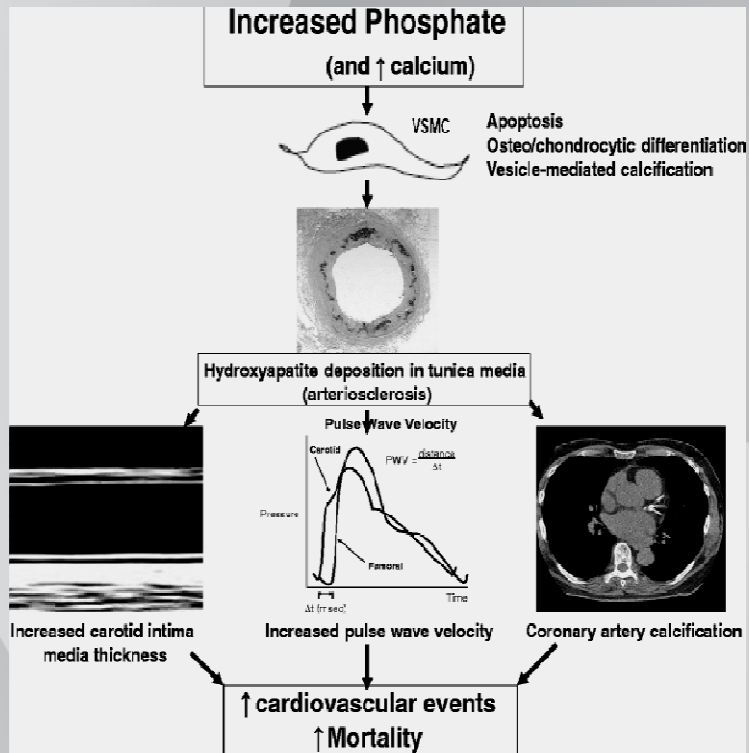 Increased Phosphate
(and ↑ calcium)
VSMC
Apoptosis
Osteo/chondrocytic differentiation
Vesicle-mediated calcification
Hydroxyapatite deposition in tunica media
(arteriosclerosis)
Pulse Wave Velocity
Carotid
PWV = distance
Δt
Pressure
Femoral
Time
Δt (msec)
Increased carotid intima
media thickness
Increased pulse wave velocity
Coronary artery calcification
↑ cardiovascular events
↑ Mortality